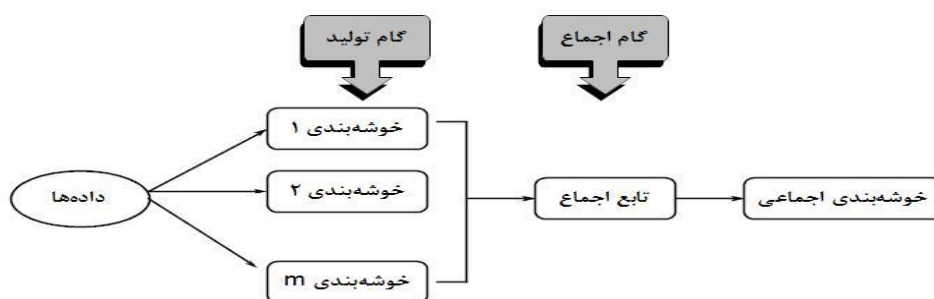 گام تولید
گام اجماع
خوشه‌بندی ۱
خوشه‌بندی ۲
خوشه‌بندی m
داده‌ها
تابع اجماع
خوشه‌بندی اجماعی